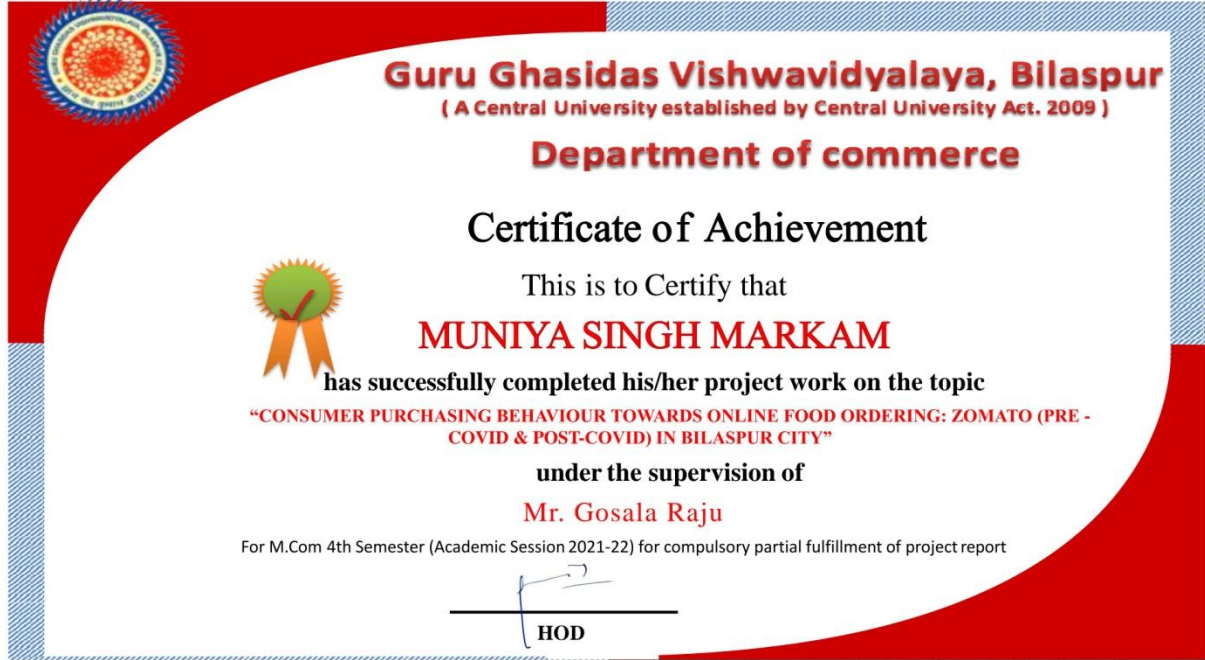 Guru Ghasidas Vishwavidyalaya, Bilaspur
( A Central University established by Central University Act. 2009 )
Department of commerce
Certificate of Achievement
This is to Certify that
MUNIYA SINGH MARKAM
has successfully completed his/her project work on the topic
“CONSUMER PURCHASING BEHAVIOUR TOWARDS ONLINE FOOD ORDERING: ZOMATO (PRE -
COVID & POST-COVID) IN BILASPUR CITY”
under the supervision of
Mr. Gosala Raju
For M.Com 4th Semester (Academic Session 2021-22) for compulsory partial fulfillment of project report
HOD